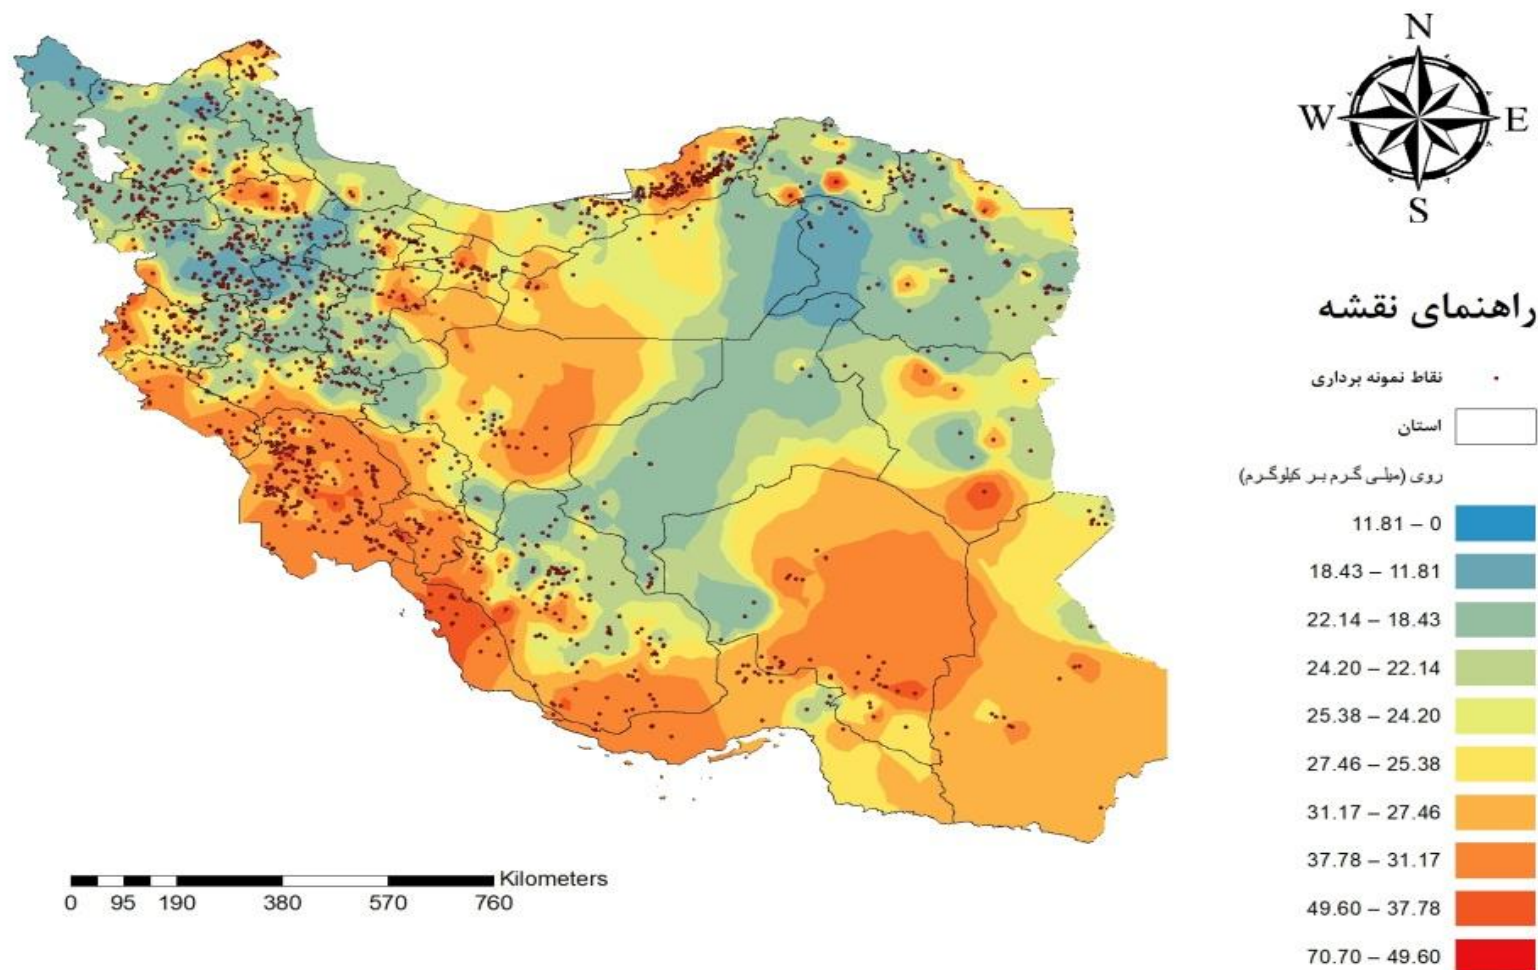 N
W
E
S
راهنمای نقشه
نقاط نمونه برداری
استان
روی (میلی گرم بر کیلوگرم)
11.81 – 0
18.43 – 11.81
22.14 – 18.43
24.20 – 22.14
25.38 – 24.20
27.46 – 25.38
31.17 – 27.46
37.78 – 31.17
49.60 – 37.78
70.70 – 49.60
Kilometers
0 95 190 380 570 760